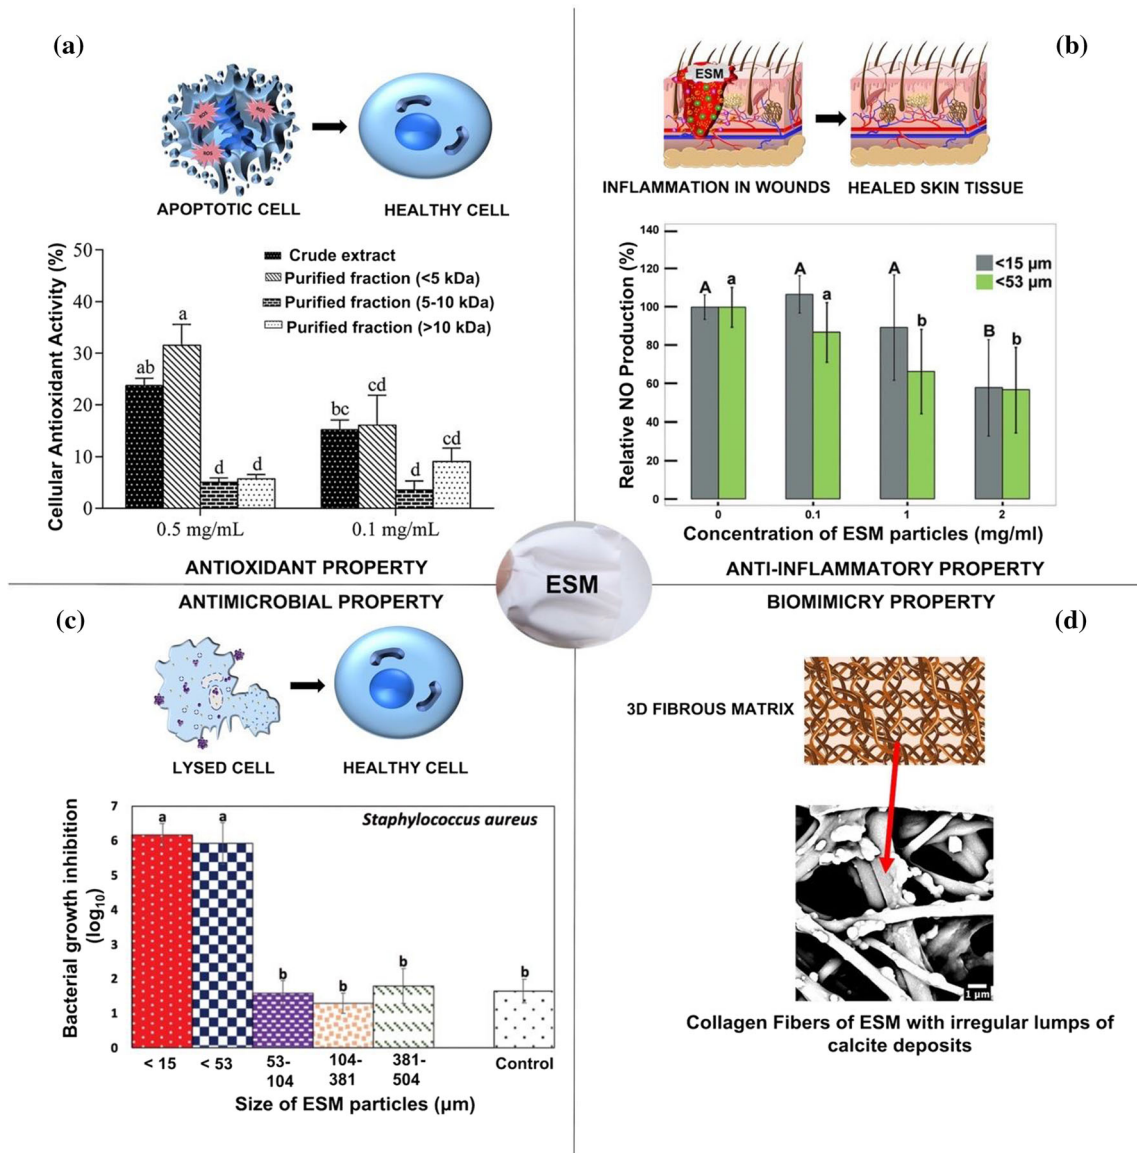 (a)
ROS
ROS
ROS
APOPTOTIC CELL
HEALTHY CELL
Cellular Antioxidant Activity (%)
50
40
30
20
10
0
Crude extract
Purified fraction (<5 kDa)
Purified fraction (5-10 kDa)
Purified fraction (>10 kDa)
ab
a
d
d
bc
cd
d
cd
0.5 mg/mL
0.1 mg/mL
ANTIOXIDANT PROPERTY
(b)
ESM
INFLAMMATION IN WOUNDS
HEALED SKIN TISSUE
Relative NO Production (%)
140
120
100
80
60
40
20
0
<15 µm
<53 µm
A
a
A
a
A
b
B
b
0
0.1
1
2
Concentration of ESM particles (mg/ml)
ANTI-INFLAMMATORY PROPERTY
ESM
ANTIMICROBIAL PROPERTY
(c)
LYSED CELL
HEALTHY CELL
Bacterial growth inhibition
(log10)
7
6
5
4
3
2
1
0
Staphylococcus aureus
a
a
b
b
b
b
< 15
< 53
53-
104
104-
381
381-
504
Control
Size of ESM particles (µm)
BIOMIMICRY PROPERTY
(d)
3D FIBROUS MATRIX
1 µm
Collagen Fibers of ESM with irregular lumps of
calcite deposits